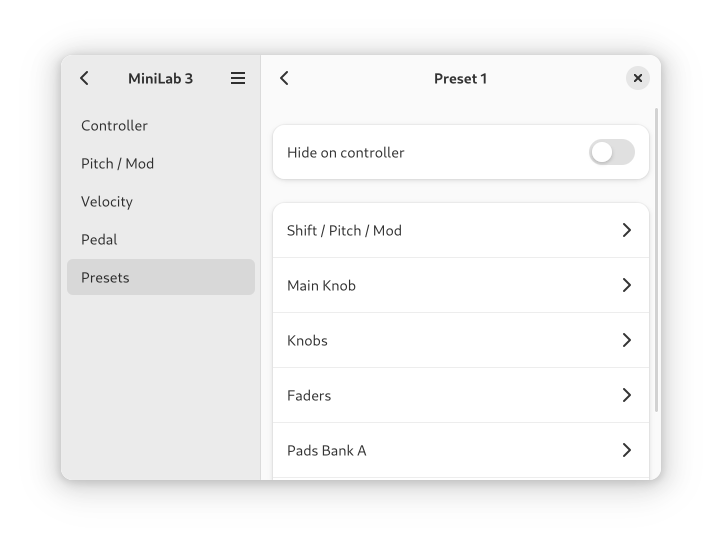 MiniLab 3
Controller
Pitch / Mod
Velocity
Pedal
Presets
Preset 1
Hide on controller
Shift / Pitch / Mod
Main Knob
Knobs
Faders
Pads Bank A